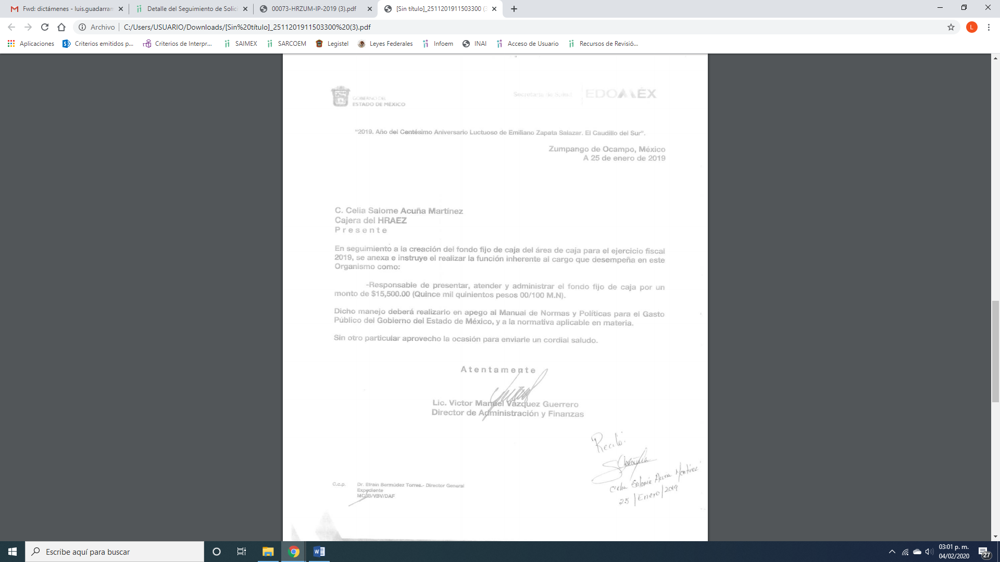 Fwd: dictámenes - luis.guadarran
Detalle del Seguimiento de Solici
00073-HRZUM-IP-2019 (3).pdf
[Sin título]_2511201911503300 (3
Archivo
C:/Users/USUARIO/Downloads/[Sin%20título]_2511201911503300%20(3).pdf
L
Aplicaciones
Criterios emitidos p...
Criterios de Interpr...
SAIMEX
SARCOEM
Legistel
Leyes Federales
Infoem
INAI
Acceso de Usuario
Recursos de Revisió...
GOBIERNO DEL
ESTADO DE MÉXICO
Secretaría de Salud
EDOMÉX
"2019. Año del Centésimo Aniversario Luctuoso de Emiliano Zapata Salazar. El Caudillo del Sur".
Zumpango de Ocampo, México
A 25 de enero de 2019
C. Celia Salome Acuña Martínez
Cajera del HRAEZ
P r e s e n t e
En seguimiento a la creación del fondo fijo de caja del área de caja para el ejercicio fiscal
2019, se anexa e instruye el realizar la función inherente al cargo que desempeña en este
Organismo como:
-Responsable de presentar, atender y administrar el fondo fijo de caja por un
monto de $15,500.00 (Quince mil quinientos pesos 00/100 M.N).
Dicho manejo deberá realizarlo en apego al Manual de Normas y Políticas para el Gasto
Público del Gobierno del Estado de México, y a la normativa aplicable en materia.
Sin otro particular aprovecho la ocasión para enviarle un cordial saludo.
A t e n t a m e n t e
Lic. Victor Manuel Vázquez Guerrero
Director de Administración y Finanzas
Recibó:
Celia Salomé Acuna Martínez
25 / Enero / 2019
C.c.p. Dr. Efraín Bermúdez Torres.- Director General
Expediente
MCJB/VBV/DAF
Escribe aquí para buscar
03:01 p. m.
04/02/2020
27